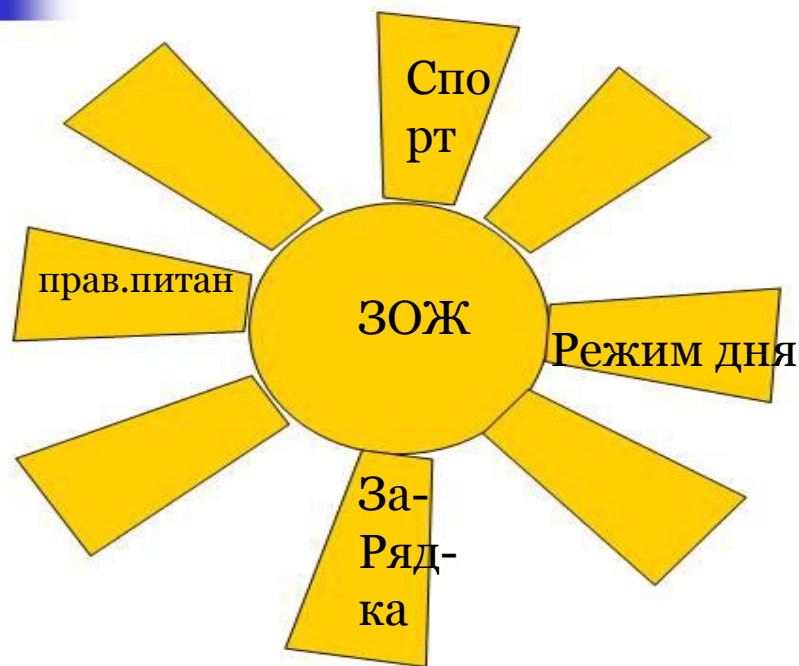 Спо
рт
прав.питан
ЗОЖ
Режим дня
За-
Ряд-
ка